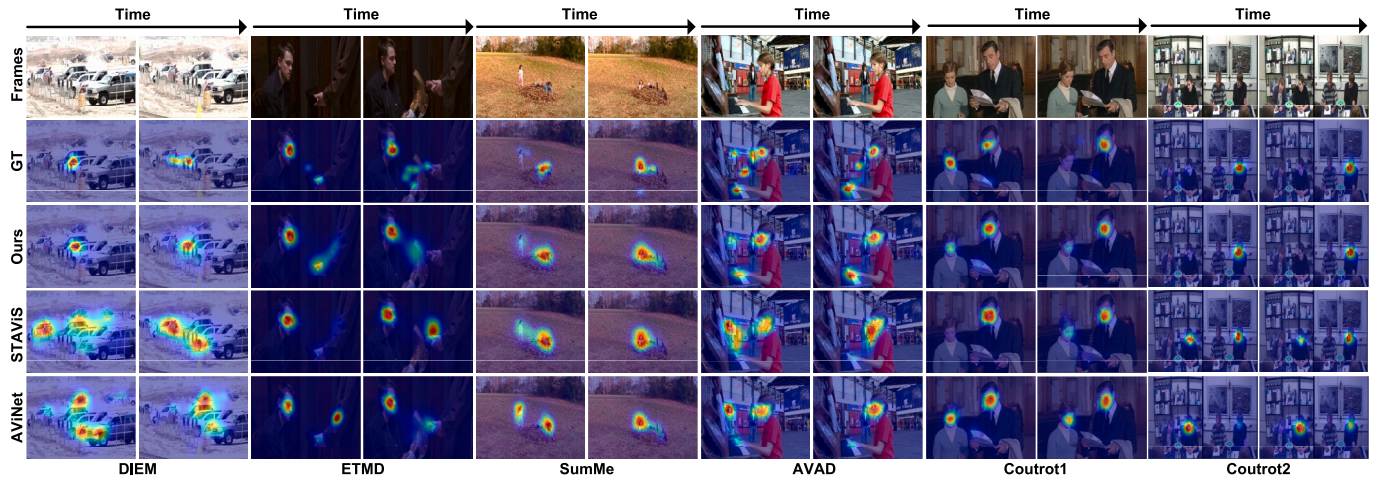 Time Time Time Time Time Time
Frames
GT
Ours
STAViS
AViNet
DIEM ETMD SumMe AVAD Coutrot1 Coutrot2